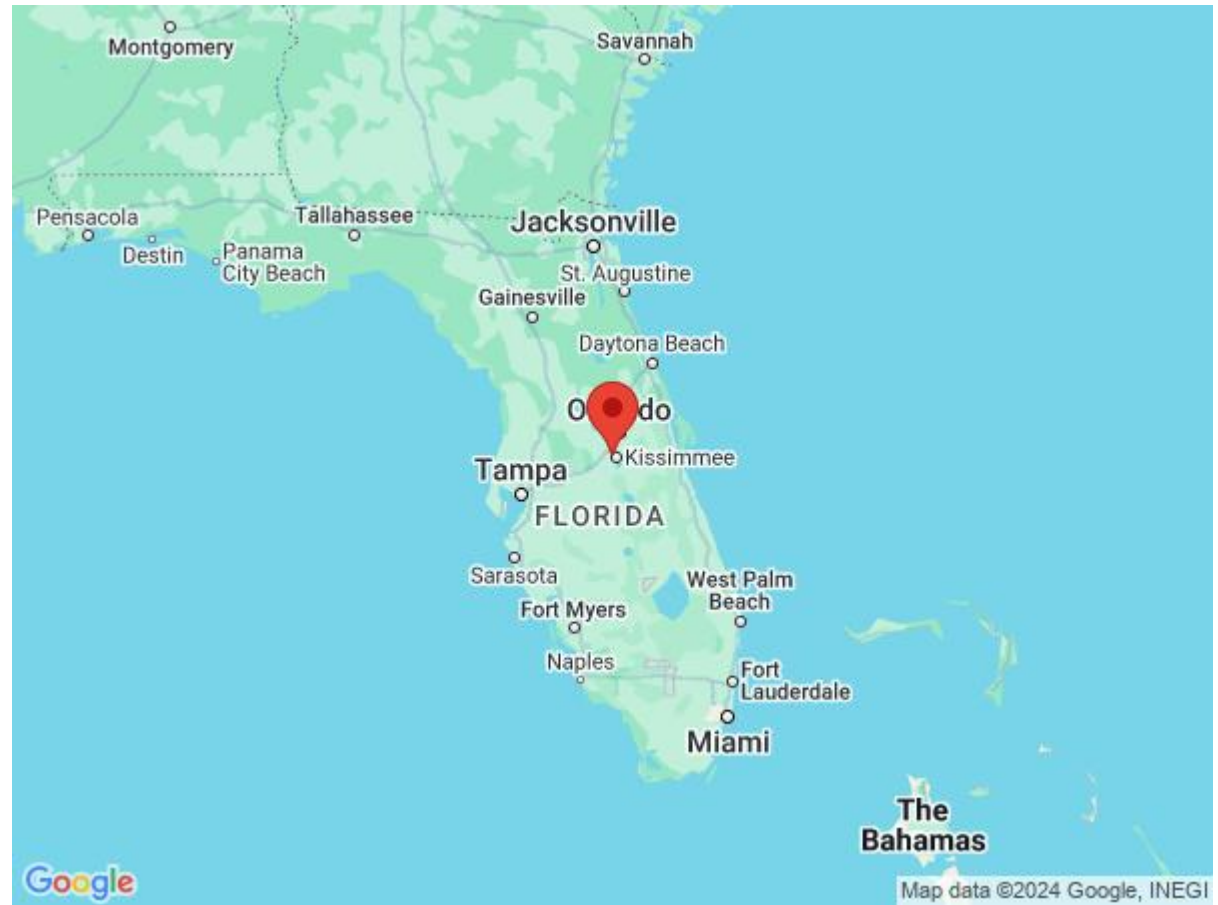 Montgomery
Savannah
Pensacola
Tallahassee
Jacksonville
Destin
Panama
City Beach
St. Augustine
Gainesville
Daytona Beach
O do
Kissimmee
Tampa
FLORIDA
Sarasota
West Palm
Beach
Fort Myers
Naples
Fort
Lauderdale
Miami
The
Bahamas
Google
Map data ©2024 Google, INEGI